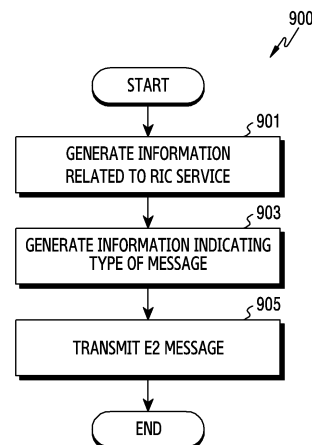 900
START
901
GENERATE INFORMATION
RELATED TO RIC SERVICE
903
GENERATE INFORMATION INDICATING
TYPE OF MESSAGE
905
TRANSMIT E2 MESSAGE
END